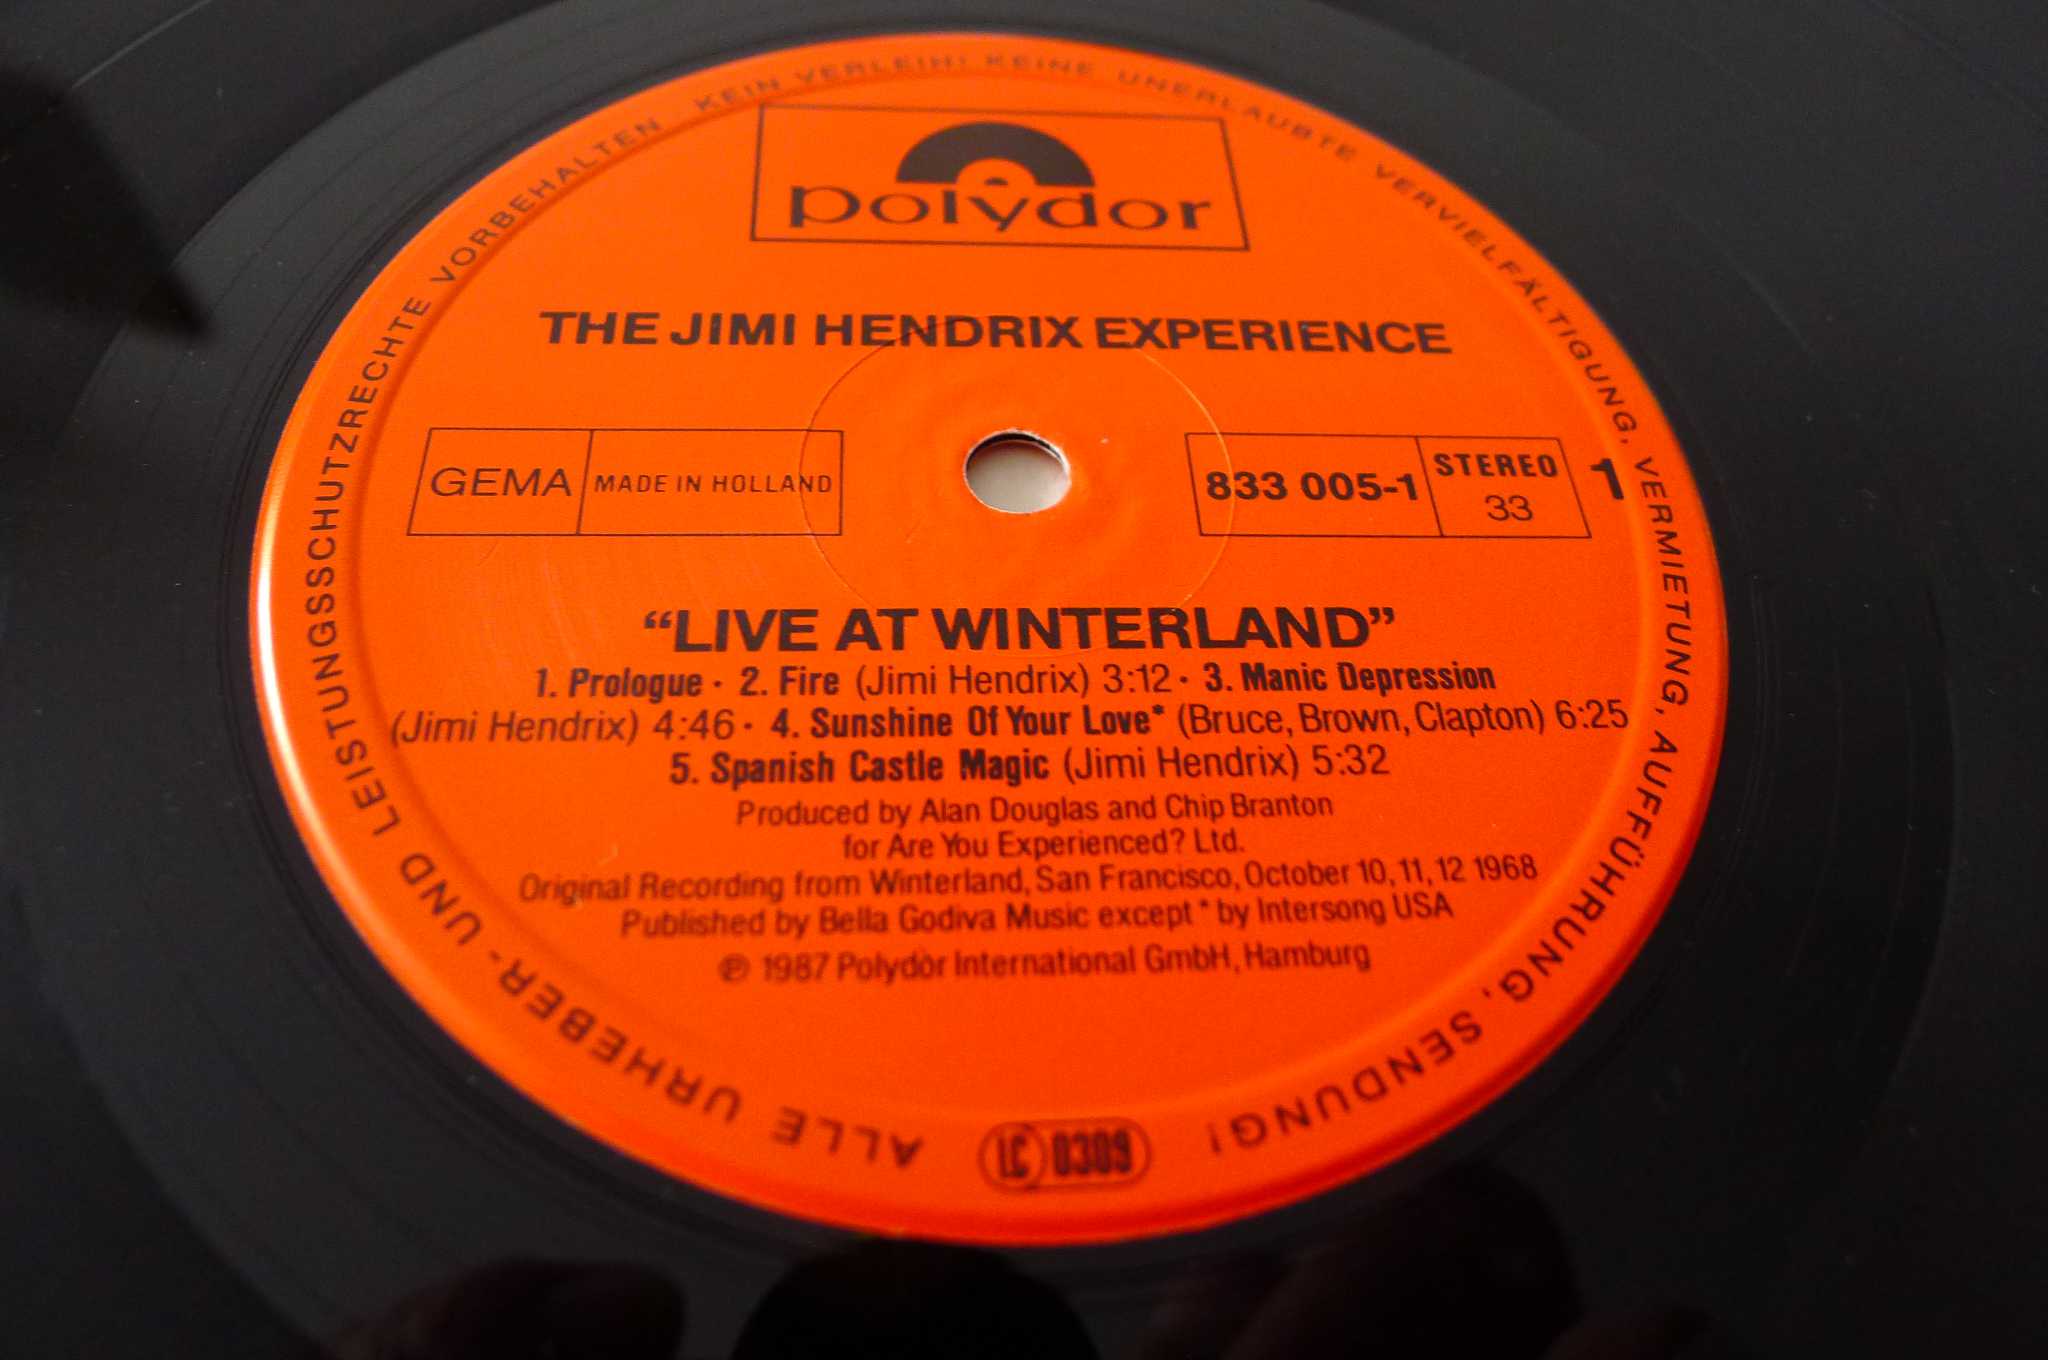 ALLE URHEBER- UND LEISTUNGSSCHUTZRECHTE VORBEHALTEN KEIN VERLEIH! KEINE UNERLAUBTE VERVIELFÄLTIGUNG, VERMIETUNG, AUFFÜHRUNG, SENDUNG!
polydor
THE JIMI HENDRIX EXPERIENCE
GEMA MADE IN HOLLAND
833 005-1 STEREO 33 1
“LIVE AT WINTERLAND”
1. Prologue · 2. Fire (Jimi Hendrix) 3:12 · 3. Manic Depression
(Jimi Hendrix) 4:46 · 4. Sunshine Of Your Love* (Bruce, Brown, Clapton) 6:25
5. Spanish Castle Magic (Jimi Hendrix) 5:32
Produced by Alan Douglas and Chip Branton
for Are You Experienced? Ltd.
Original Recording from Winterland, San Francisco, October 10, 11, 12 1968
Published by Bella Godiva Music except * by Intersong USA
℗ 1987 Polydor International GmbH, Hamburg
LC 0309